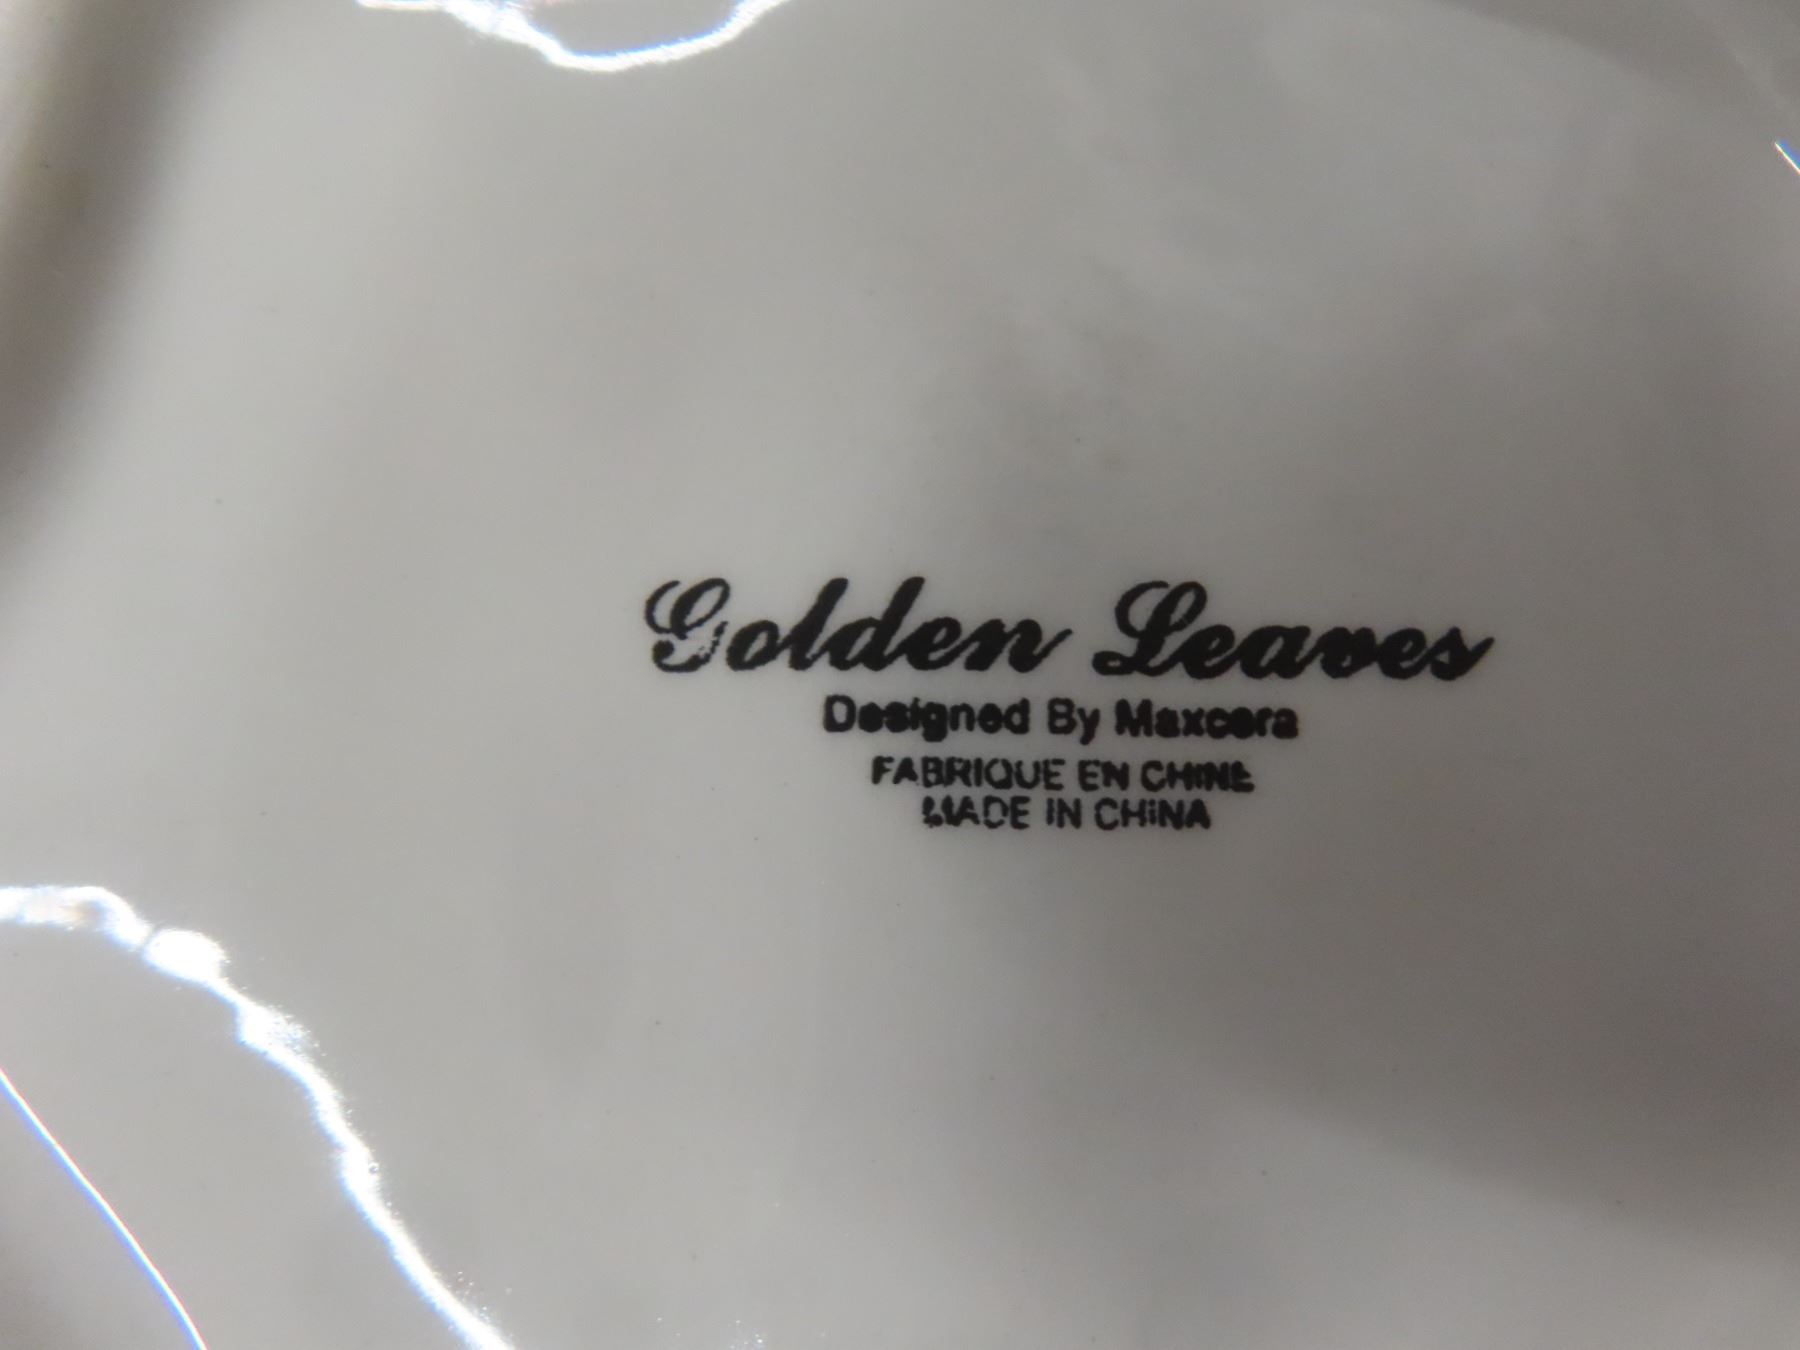 Golden Leaves
Designed By Maxcera
FABRIQUE EN CHINE
MADE IN CHINA